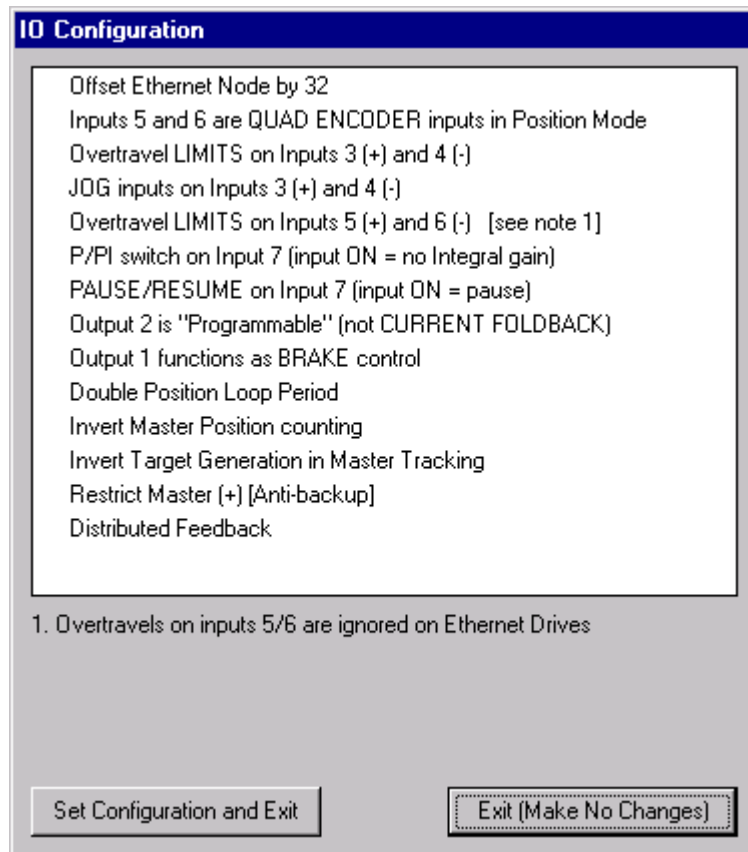 IO Configuration
Offset Ethernet Node by 32
Inputs 5 and 6 are QUAD ENCODER inputs in Position Mode
Overtravel LIMITS on Inputs 3 (+) and 4 (-)
JOG inputs on Inputs 3 (+) and 4 (-)
Overtravel LIMITS on Inputs 5 (+) and 6 (-) [see note 1]
P/PI switch on Input 7 (input ON = no Integral gain)
PAUSE/RESUME on Input 7 (input ON = pause)
Output 2 is "Programmable" (not CURRENT FOLDBACK)
Output 1 functions as BRAKE control
Double Position Loop Period
Invert Master Position counting
Invert Target Generation in Master Tracking
Restrict Master (+) [Anti-backup]
Distributed Feedback
1. Overtravels on inputs 5/6 are ignored on Ethernet Drives
Set Configuration and Exit
Exit (Make No Changes)